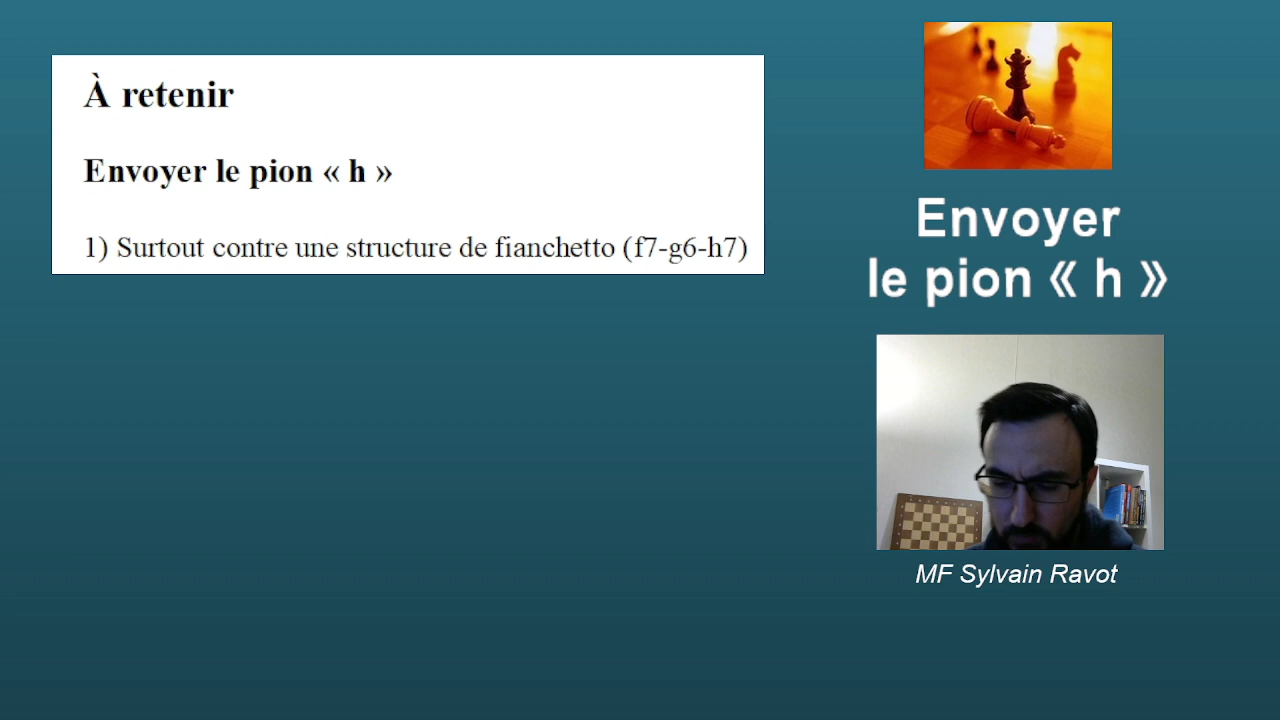 À retenir
Envoyer le pion « h »
1) Surtout contre une structure de fianchetto (f7-g6-h7)
Envoyer
le pion « h »
MF Sylvain Ravot